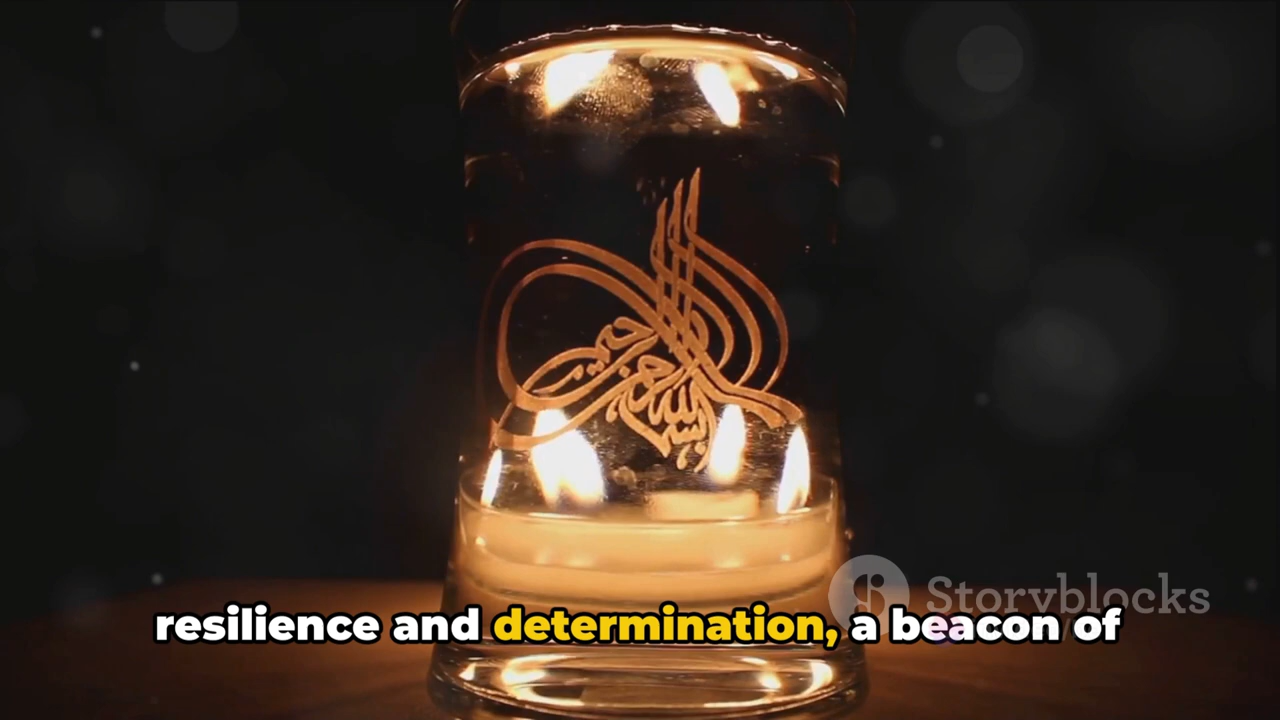 بسم الله الرحمن الرحيم
Storyblocks
resilience and determination, a beacon of